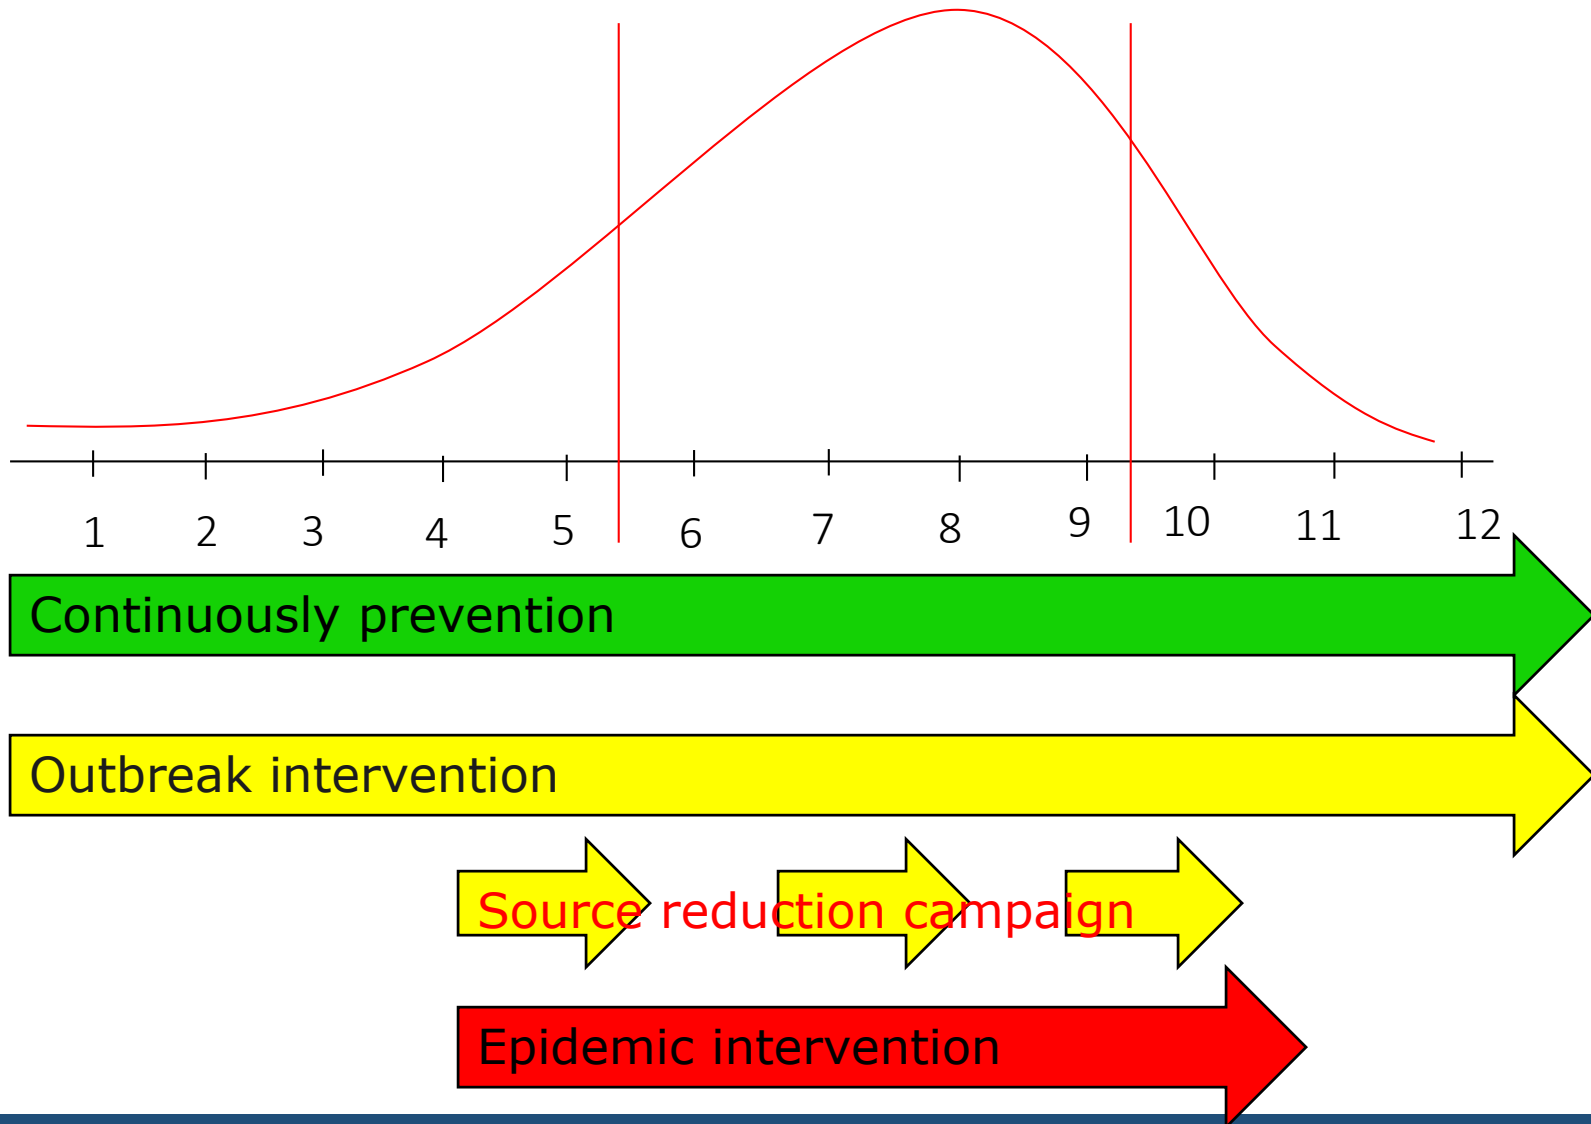 1 2 3 4 5 6 7 8 9 10 11 12
Continuously prevention
Outbreak intervention
Source reduction campaign
Epidemic intervention